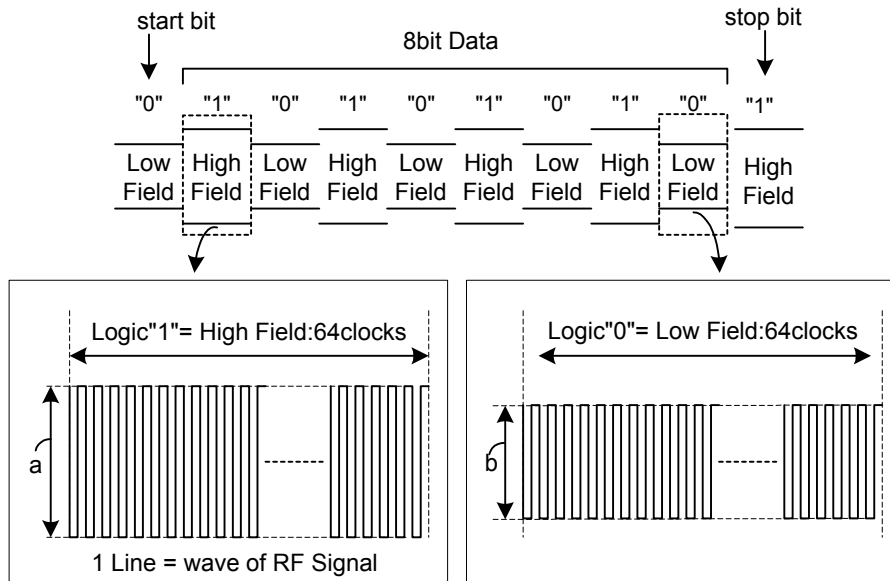 start bit
stop bit
8bit Data
"0" "1" "0" "1" "0" "1" "0" "1" "0" "1"
Low Field
High Field
Low Field
High Field
Low Field
High Field
Low Field
High Field
Low Field
High Field
Logic"1"= High Field:64clocks
a
1 Line = wave of RF Signal
Logic"0"= Low Field:64clocks
b